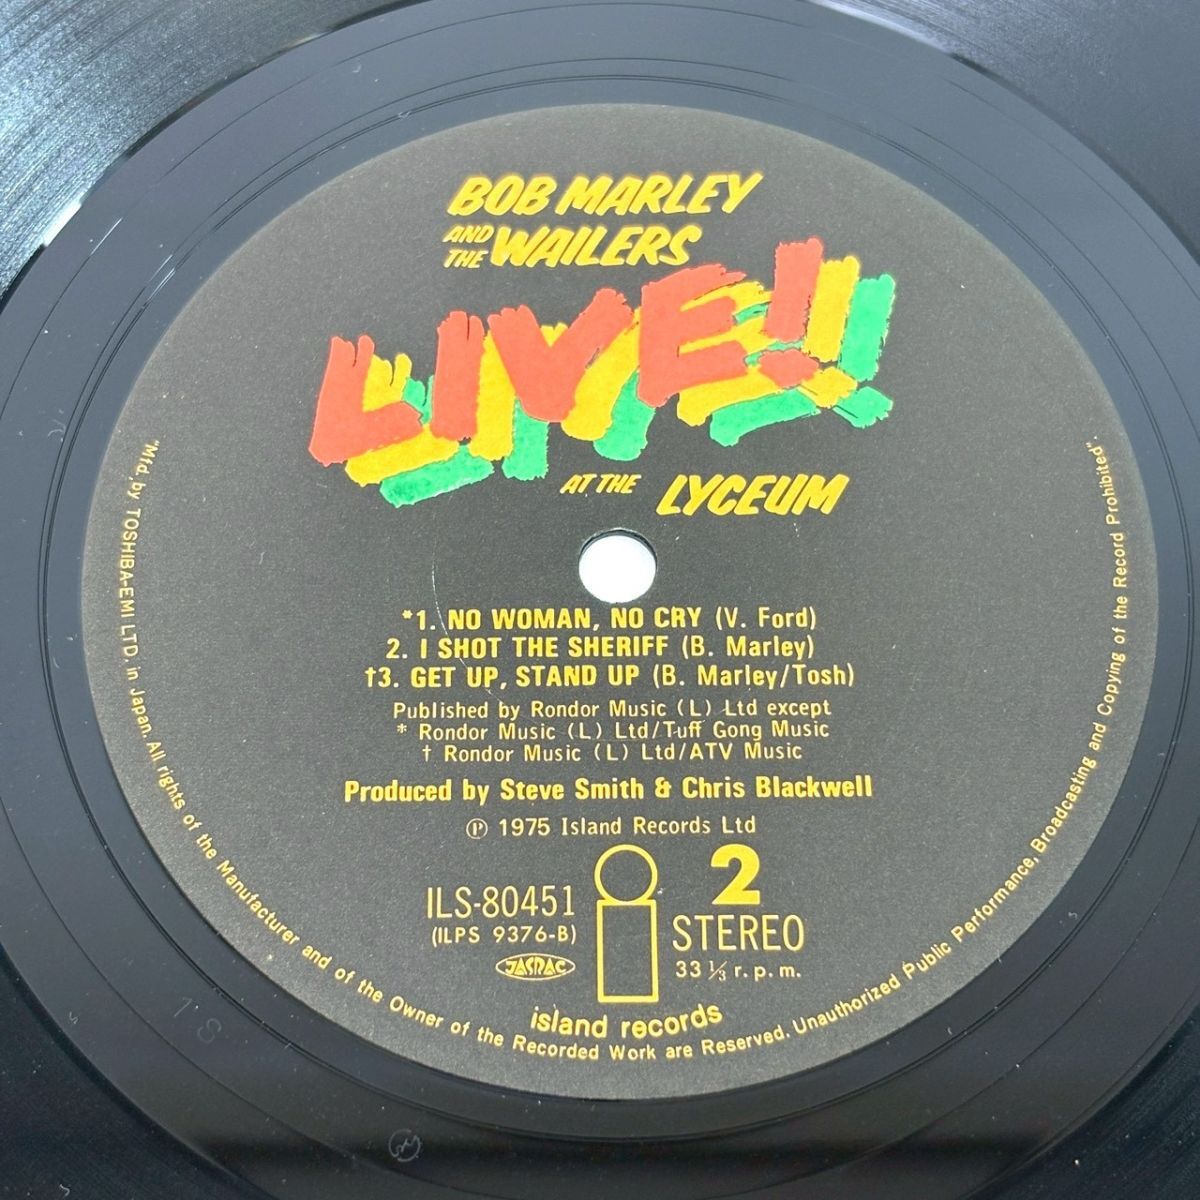 BOB MARLEY
AND THE WAILERS
LIVE!
AT THE LYCEUM
*1. NO WOMAN, NO CRY (V. Ford)
2. I SHOT THE SHERIFF (B. Marley)
†3. GET UP, STAND UP (B. Marley/Tosh)
Published by Rondor Music (L) Ltd except
* Rondor Music (L) Ltd/Tuff Gong Music
† Rondor Music (L) Ltd/ATV Music
Produced by Steve Smith & Chris Blackwell
Ⓟ 1975 Island Records Ltd
ILS-80451
(ILPS 9376-B)
JASRAC
i
2
STEREO
33 ⅓ r.p.m.
island records
"Mfd. by TOSHIBA-EMI LTD. in Japan. All rights of the Manufacturer and of the Owner of the Recorded Work are Reserved. Unauthorized Public Performance, Broadcasting and Copying of the Record Prohibited".